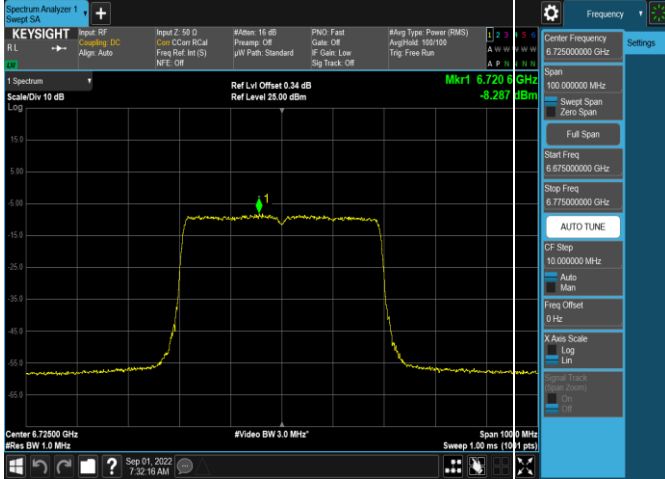 Spectrum Analyzer 1
Swept SA
+
Frequency
KEYSIGHT
RL
LV
Input: RF
Coupling: DC
Align: Auto
Input Z: 50 Ω
Corr CCorr RCal
Freq Ref: Int (S)
NFE: Off
#Atten: 16 dB
Preamp: Off
µW Path: Standard
PNO: Fast
Gate: Off
IF Gain: Low
Sig Track: Off
#Avg Type: Power (RMS)
Avg|Hold: 100/100
Trig: Free Run
1 2 3 4 5 6
A W W W W W
A P N N N N
1 Spectrum
Scale/Div 10 dB
Log
Ref Lvl Offset 0.34 dB
Ref Level 25.00 dBm
Mkr1 6.720 6 GHz
-8.287 dBm
15.0
5.00
-5.00
-15.0
-25.0
-35.0
-45.0
-55.0
-65.0
1
Center 6.72500 GHz
#Res BW 1.0 MHz
#Video BW 3.0 MHz*
Span 100.0 MHz
Sweep 1.00 ms (1001 pts)
Sep 01, 2022
7:32:16 AM
Center Frequency
6.725000000 GHz
Settings
Span
100.000000 MHz
Swept Span
Zero Span
Full Span
Start Freq
6.675000000 GHz
Stop Freq
6.775000000 GHz
AUTO TUNE
CF Step
10.000000 MHz
Auto
Man
Freq Offset
0 Hz
X Axis Scale
Log
Lin
Signal Track
(Span Zoom)
On
Off